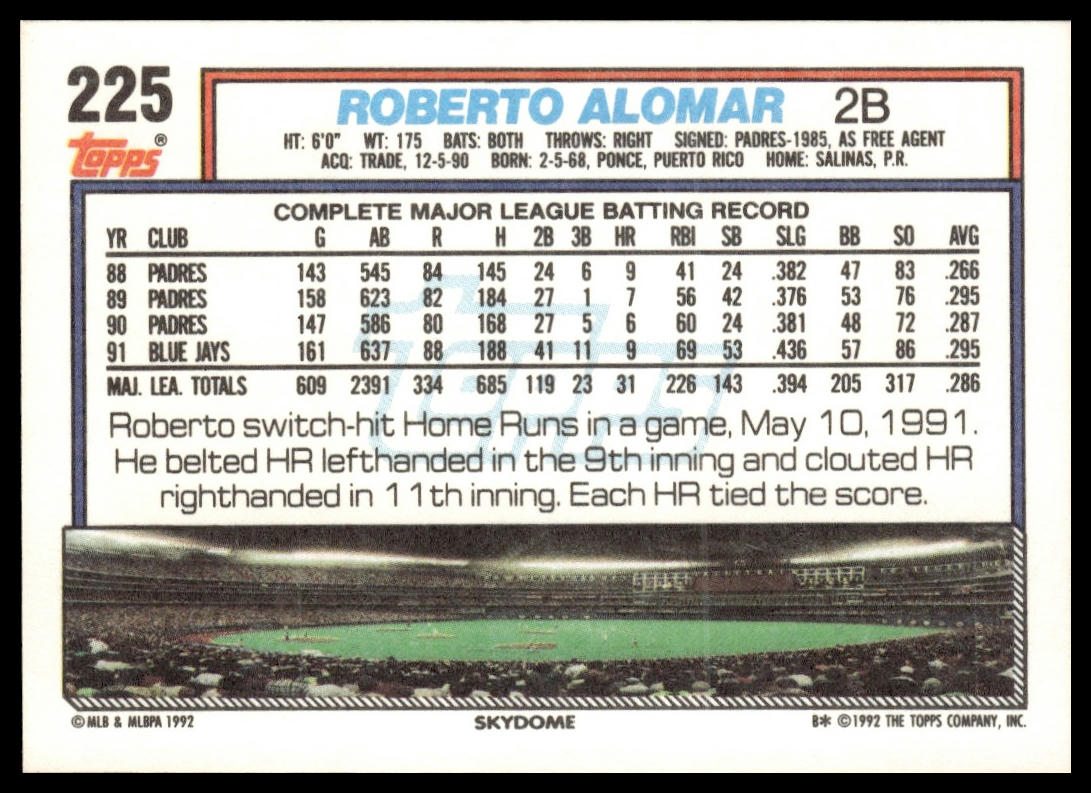 225
Topps®
ROBERTO ALOMAR 2B
HT: 6'0" WT: 175 BATS: BOTH THROWS: RIGHT SIGNED: PADRES-1985, AS FREE AGENT
ACQ: TRADE, 12-5-90 BORN: 2-5-68, PONCE, PUERTO RICO HOME: SALINAS, P.R.
COMPLETE MAJOR LEAGUE BATTING RECORD
YR CLUB G AB R H 2B 3B HR RBI SB SLG BB SO AVG
88 PADRES 143 545 84 145 24 6 9 41 24 .382 47 83 .266
89 PADRES 158 623 82 184 27 1 7 56 42 .376 53 76 .295
90 PADRES 147 586 80 168 27 5 6 60 24 .381 48 72 .287
91 BLUE JAYS 161 637 88 188 41 11 9 69 53 .436 57 86 .295
MAJ. LEA. TOTALS 609 2391 334 685 119 23 31 226 143 .394 205 317 .286
Topps
Roberto switch-hit Home Runs in a game, May 10, 1991.
He belted HR lefthanded in the 9th inning and clouted HR
righthanded in 11th inning. Each HR tied the score.
© MLB & MLBPA 1992 SKYDOME B* © 1992 THE TOPPS COMPANY, INC.